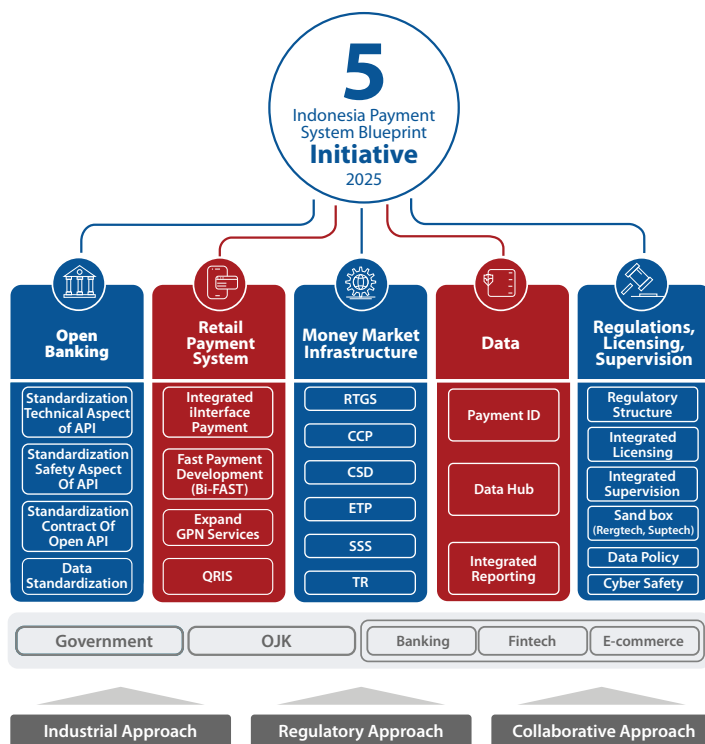 5
Indonesia Payment
System Blueprint
Initiative
2025
Open
Banking
Retail
Payment
System
Money Market
Infrastructure
Data
Regulations,
Licensing,
Supervision
Standardization
Technical Aspect
of API
Standardization
Safety Aspect
Of API
Standardization
Contract Of
Open API
Data
Standardization
Integrated
iInterface
Payment
Fast Payment
Development
(Bi-FAST)
Expand
GPN Services
QRIS
RTGS
CCP
CSD
ETP
SSS
TR
Payment ID
Data Hub
Integrated
Reporting
Regulatory
Structure
Integrated
Licensing
Integrated
Supervision
Sand box
(Rergtech, Suptech)
Data Policy
Cyber Safety
Government
OJK
Banking
Fintech
E-commerce
Industrial Approach
Regulatory Approach
Collaborative Approach